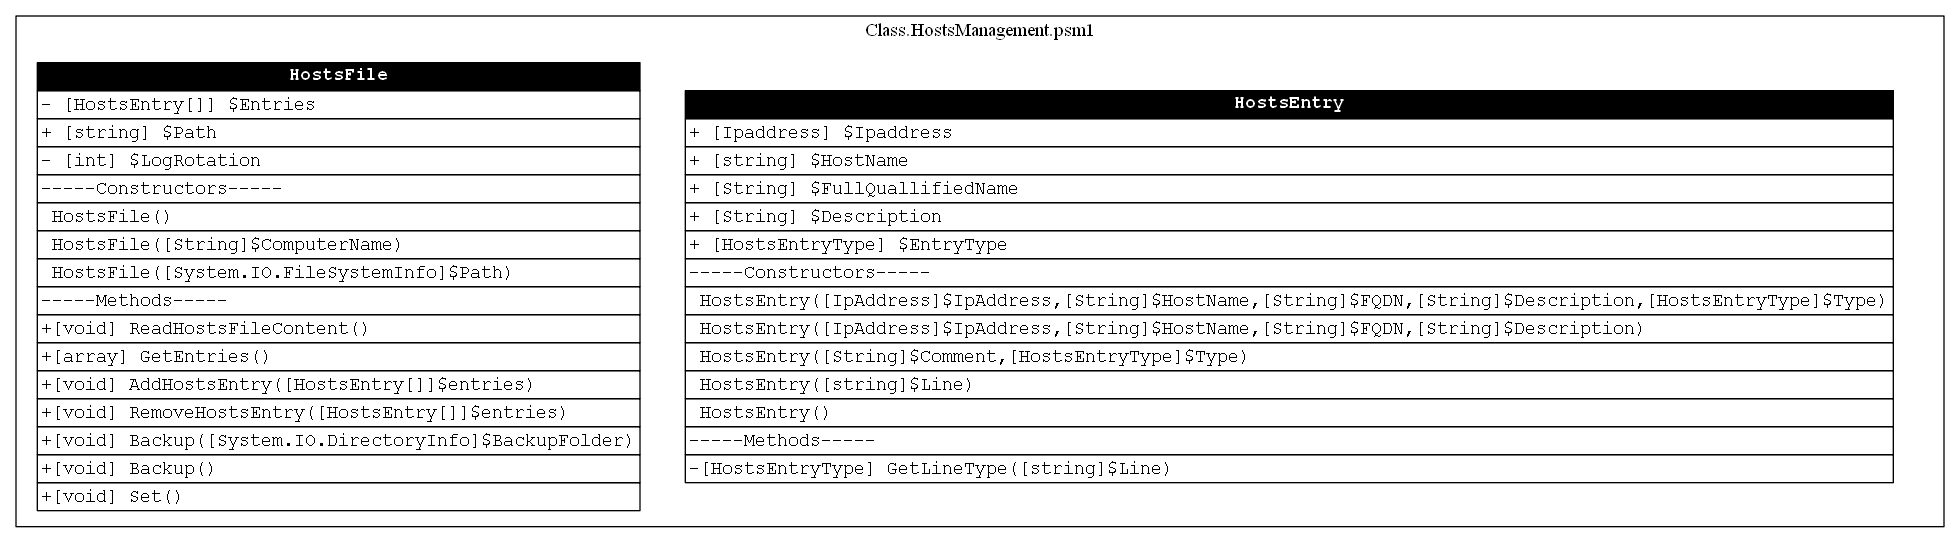 Class.HostsManagement.psm1
HostsFile
- [HostsEntry[]] $Entries
+ [string] $Path
- [int] $LogRotation
-----Constructors-----
HostsFile()
HostsFile([String]$ComputerName)
HostsFile([System.IO.FileSystemInfo]$Path)
-----Methods-----
+[void] ReadHostsFileContent()
+[array] GetEntries()
+[void] AddHostsEntry([HostsEntry[]]$entries)
+[void] RemoveHostsEntry([HostsEntry[]]$entries)
+[void] Backup([System.IO.DirectoryInfo]$BackupFolder)
+[void] Backup()
+[void] Set()
HostsEntry
+ [Ipaddress] $Ipaddress
+ [string] $HostName
+ [String] $FullQuallifiedName
+ [String] $Description
+ [HostsEntryType] $EntryType
-----Constructors-----
HostsEntry([IpAddress]$IpAddress,[String]$HostName,[String]$FQDN,[String]$Description,[HostsEntryType]$Type)
HostsEntry([IpAddress]$IpAddress,[String]$HostName,[String]$FQDN,[String]$Description)
HostsEntry([String]$Comment,[HostsEntryType]$Type)
HostsEntry([string]$Line)
HostsEntry()
-----Methods-----
-[HostsEntryType] GetLineType([string]$Line)